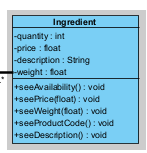 Ingredient
-quantity : int
-price : float
-description : String
-weight : float
+seeAvailability() : void
+seePrice(float) : void
+seeWeight(float) : void
+seeProductCode() : void
+seeDescription() : void